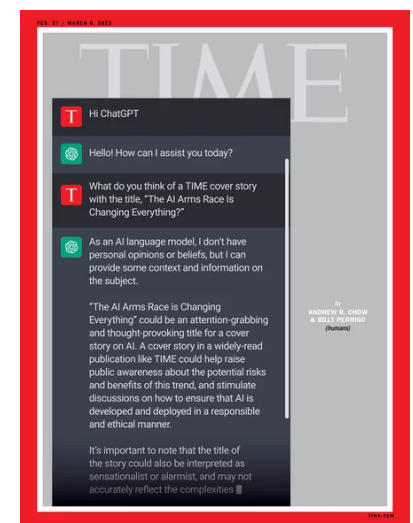 FEB. 27 / MARCH 6, 2023
TIME
T Hi ChatGPT
Hello! How can I assist you today?
T What do you think of a TIME cover story
with the title, "The AI Arms Race Is
Changing Everything?"
As an AI language model, I don't have
personal opinions or beliefs, but I can
provide some context and information on
the subject.
"The AI Arms Race is Changing
Everything" could be an attention-grabbing
and thought-provoking title for a cover
story on AI. A cover story in a widely-read
publication like TIME could help raise
public awareness about the potential risks
and benefits of this trend, and stimulate
discussions on how to ensure that AI is
developed and deployed in a responsible
and ethical manner.
It's important to note that the title of
the story could also be interpreted as
sensationalist or alarmist, and may not
accurately reflect the complexities
by
ANDREW R. CHOW
& BILLY PERRIGO
(humans)
TIME.COM